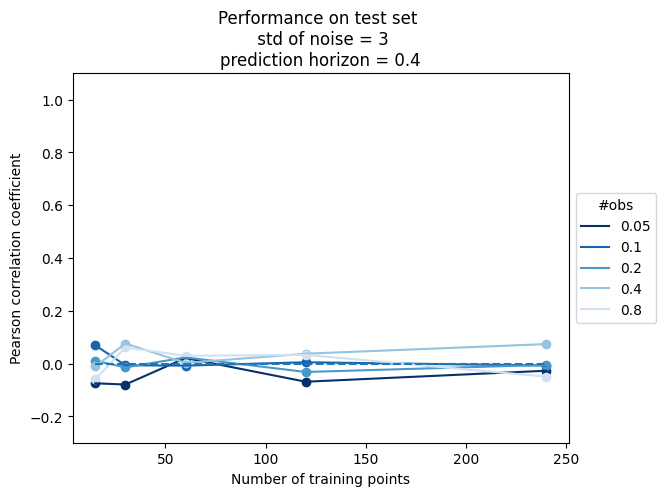 Performance on test set
std of noise = 3
prediction horizon = 0.4
Pearson correlation coefficient
1.0
0.8
0.6
0.4
0.2
0.0
−0.2
50
100
150
200
250
Number of training points
#obs
0.05
0.1
0.2
0.4
0.8